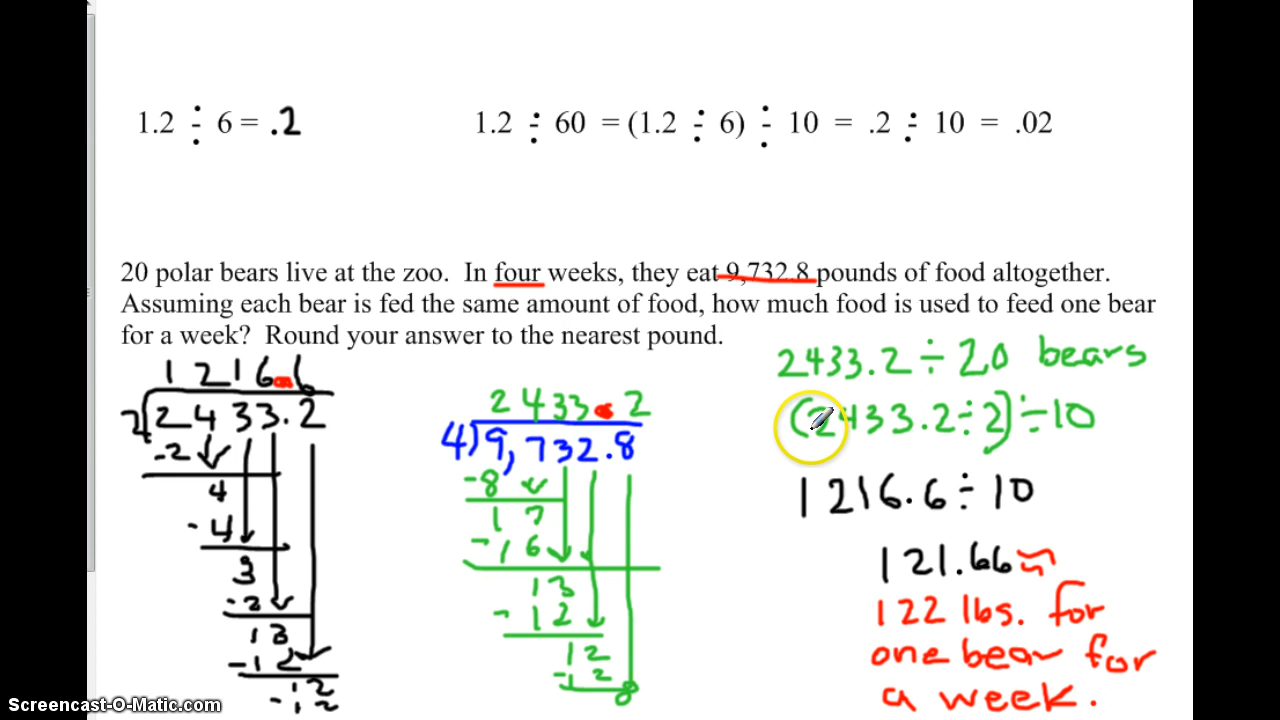 1.2 ÷ 6 = .2
1.2 ÷ 60 = (1.2 ÷ 6) ÷ 10 = .2 ÷ 10 = .02
20 polar bears live at the zoo. In four weeks, they eat 9,732.8 pounds of food altogether.
Assuming each bear is fed the same amount of food, how much food is used to feed one bear
for a week? Round your answer to the nearest pound.
1216.6
2)2433.2
-2
4
-4
3
-2
13
-12
12
-12
2433.2
4)9,732.8
-8
17
-16
13
-12
12
-12
8
2433.2 ÷ 20 bears
(2433.2 ÷ 2) ÷ 10
1216.6 ÷ 10
121.66 ≈
122 lbs. for
one bear for
a week.
Screencast-O-Matic.com